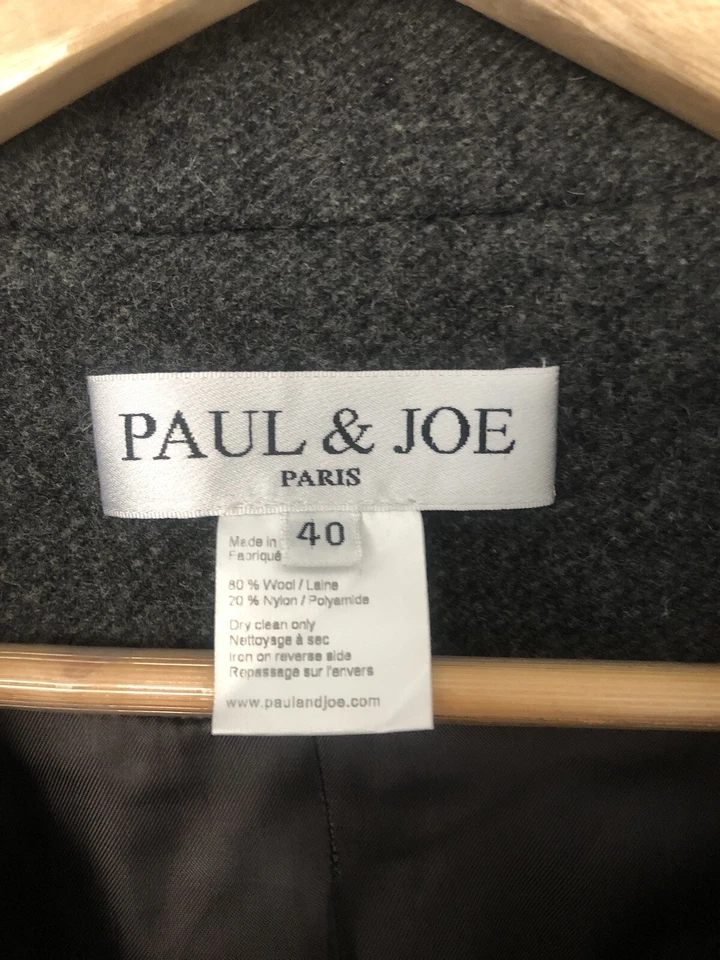 PAUL & JOE
PARIS
40
Made in
Fabriqué
80 % Wool / Laine
20 % Nylon / Polyamide
Dry clean only
Nettoyage à sec
Iron on reverse side
Repassage sur l'envers
www.paulandjoe.com